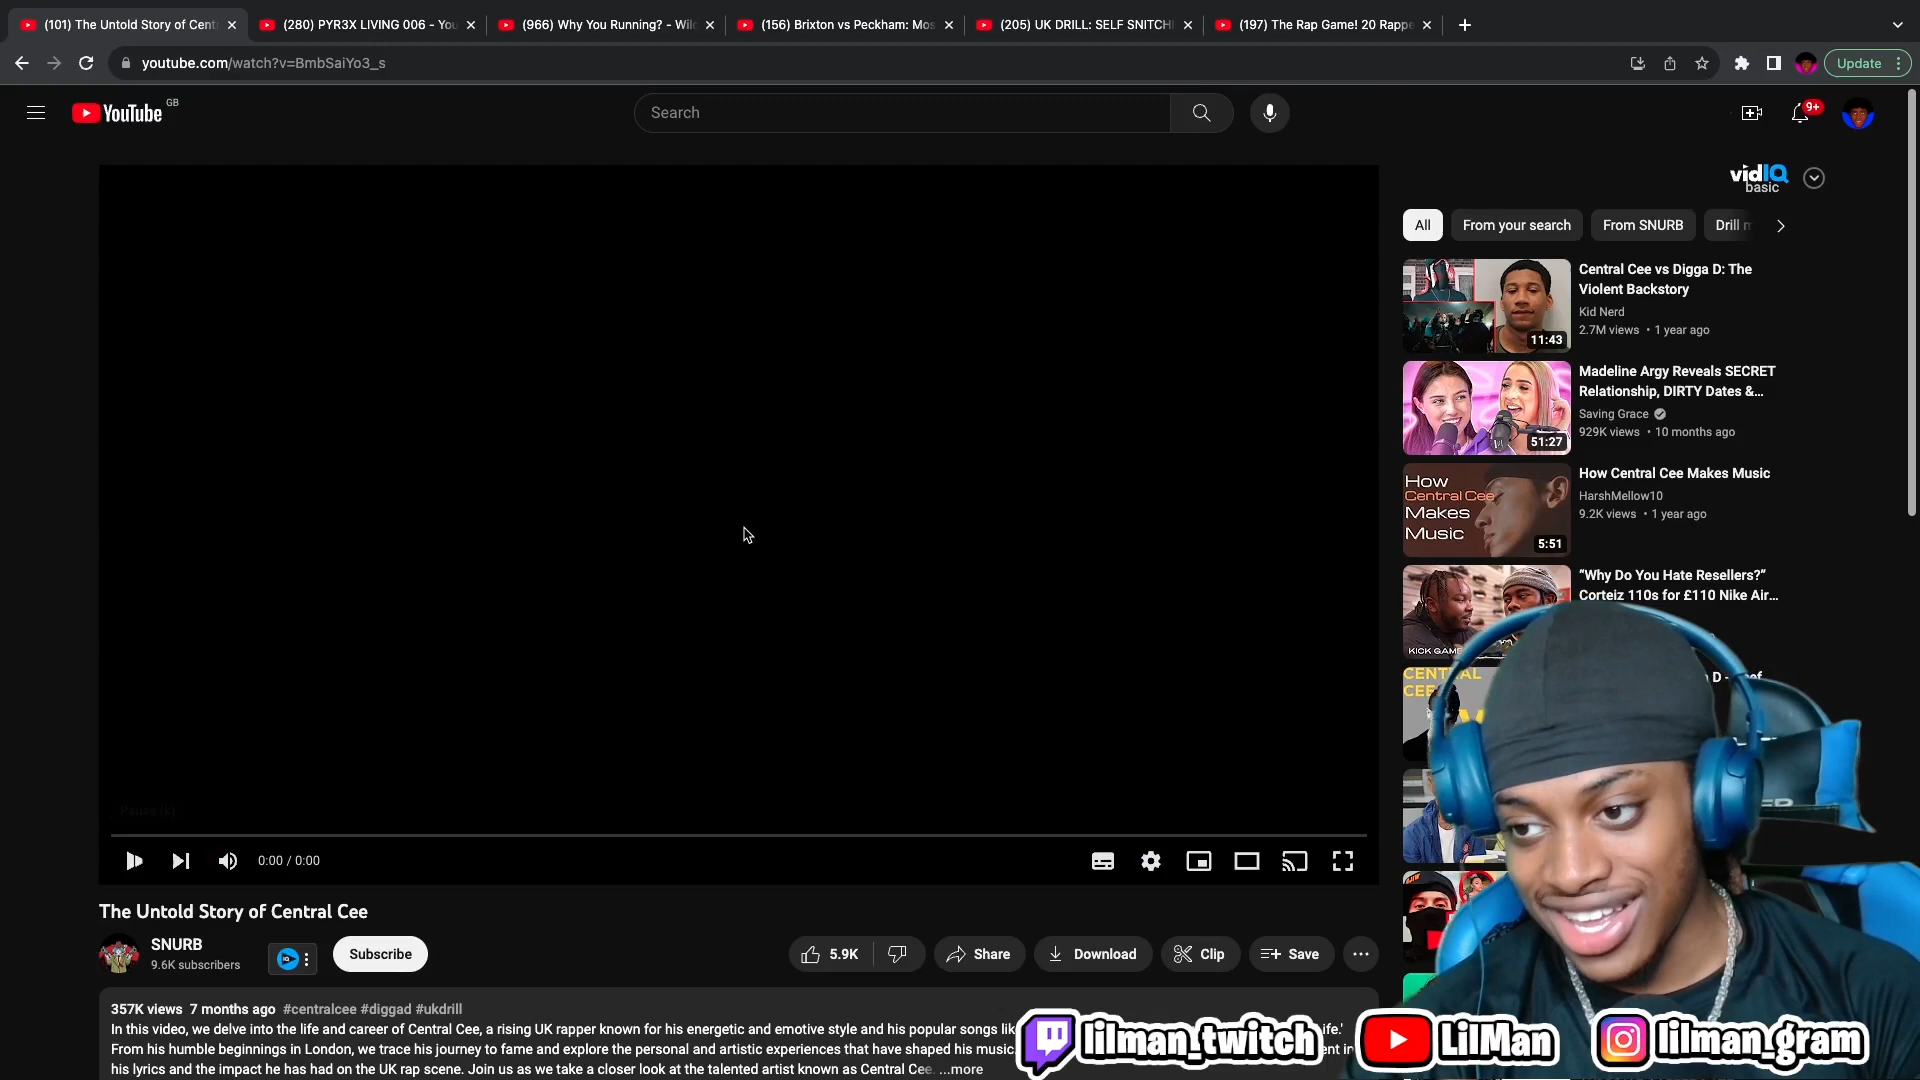 (101) The Untold Story of Cent
(280) PYR3X LIVING 006 - You
(966) Why You Running? - Wil
(156) Brixton vs Peckham: Mos
(205) UK DRILL: SELF SNITCHI
(197) The Rap Game! 20 Rappe
youtube.com/watch?v=BmbSaiYo3_s
Update
YouTube GB
Search
9+
vidIQ
basic
All
From your search
From SNURB
Drill
Central Cee vs Digga D: The
Violent Backstory
Kid Nerd
2.7M views • 1 year ago
11:43
Madeline Argy Reveals SECRET
Relationship, DIRTY Dates &...
Saving Grace
929K views • 10 months ago
51:27
How
Central Cee
Makes
Music
5:51
How Central Cee Makes Music
HarshMellow10
9.2K views • 1 year ago
KICK GAME
“Why Do You Hate Resellers?”
Corteiz 110s for £110 Nike Air...
CENTRAL
CEE
D -
Pause (k)
0:00 / 0:00
The Untold Story of Central Cee
SNURB
9.6K subscribers
Subscribe
5.9K
Share
Download
Clip
Save
357K views 7 months ago #centralcee #diggad #ukdrill
In this video, we delve into the life and career of Central Cee, a rising UK rapper known for his energetic and emotive style and his popular songs lik
ife.'
From his humble beginnings in London, we trace his journey to fame and explore the personal and artistic experiences that have shaped his music.
ent in
his lyrics and the impact he has had on the UK rap scene. Join us as we take a closer look at the talented artist known as Central Cee. ...more
lilman_twitch
LilMan
lilman_gram